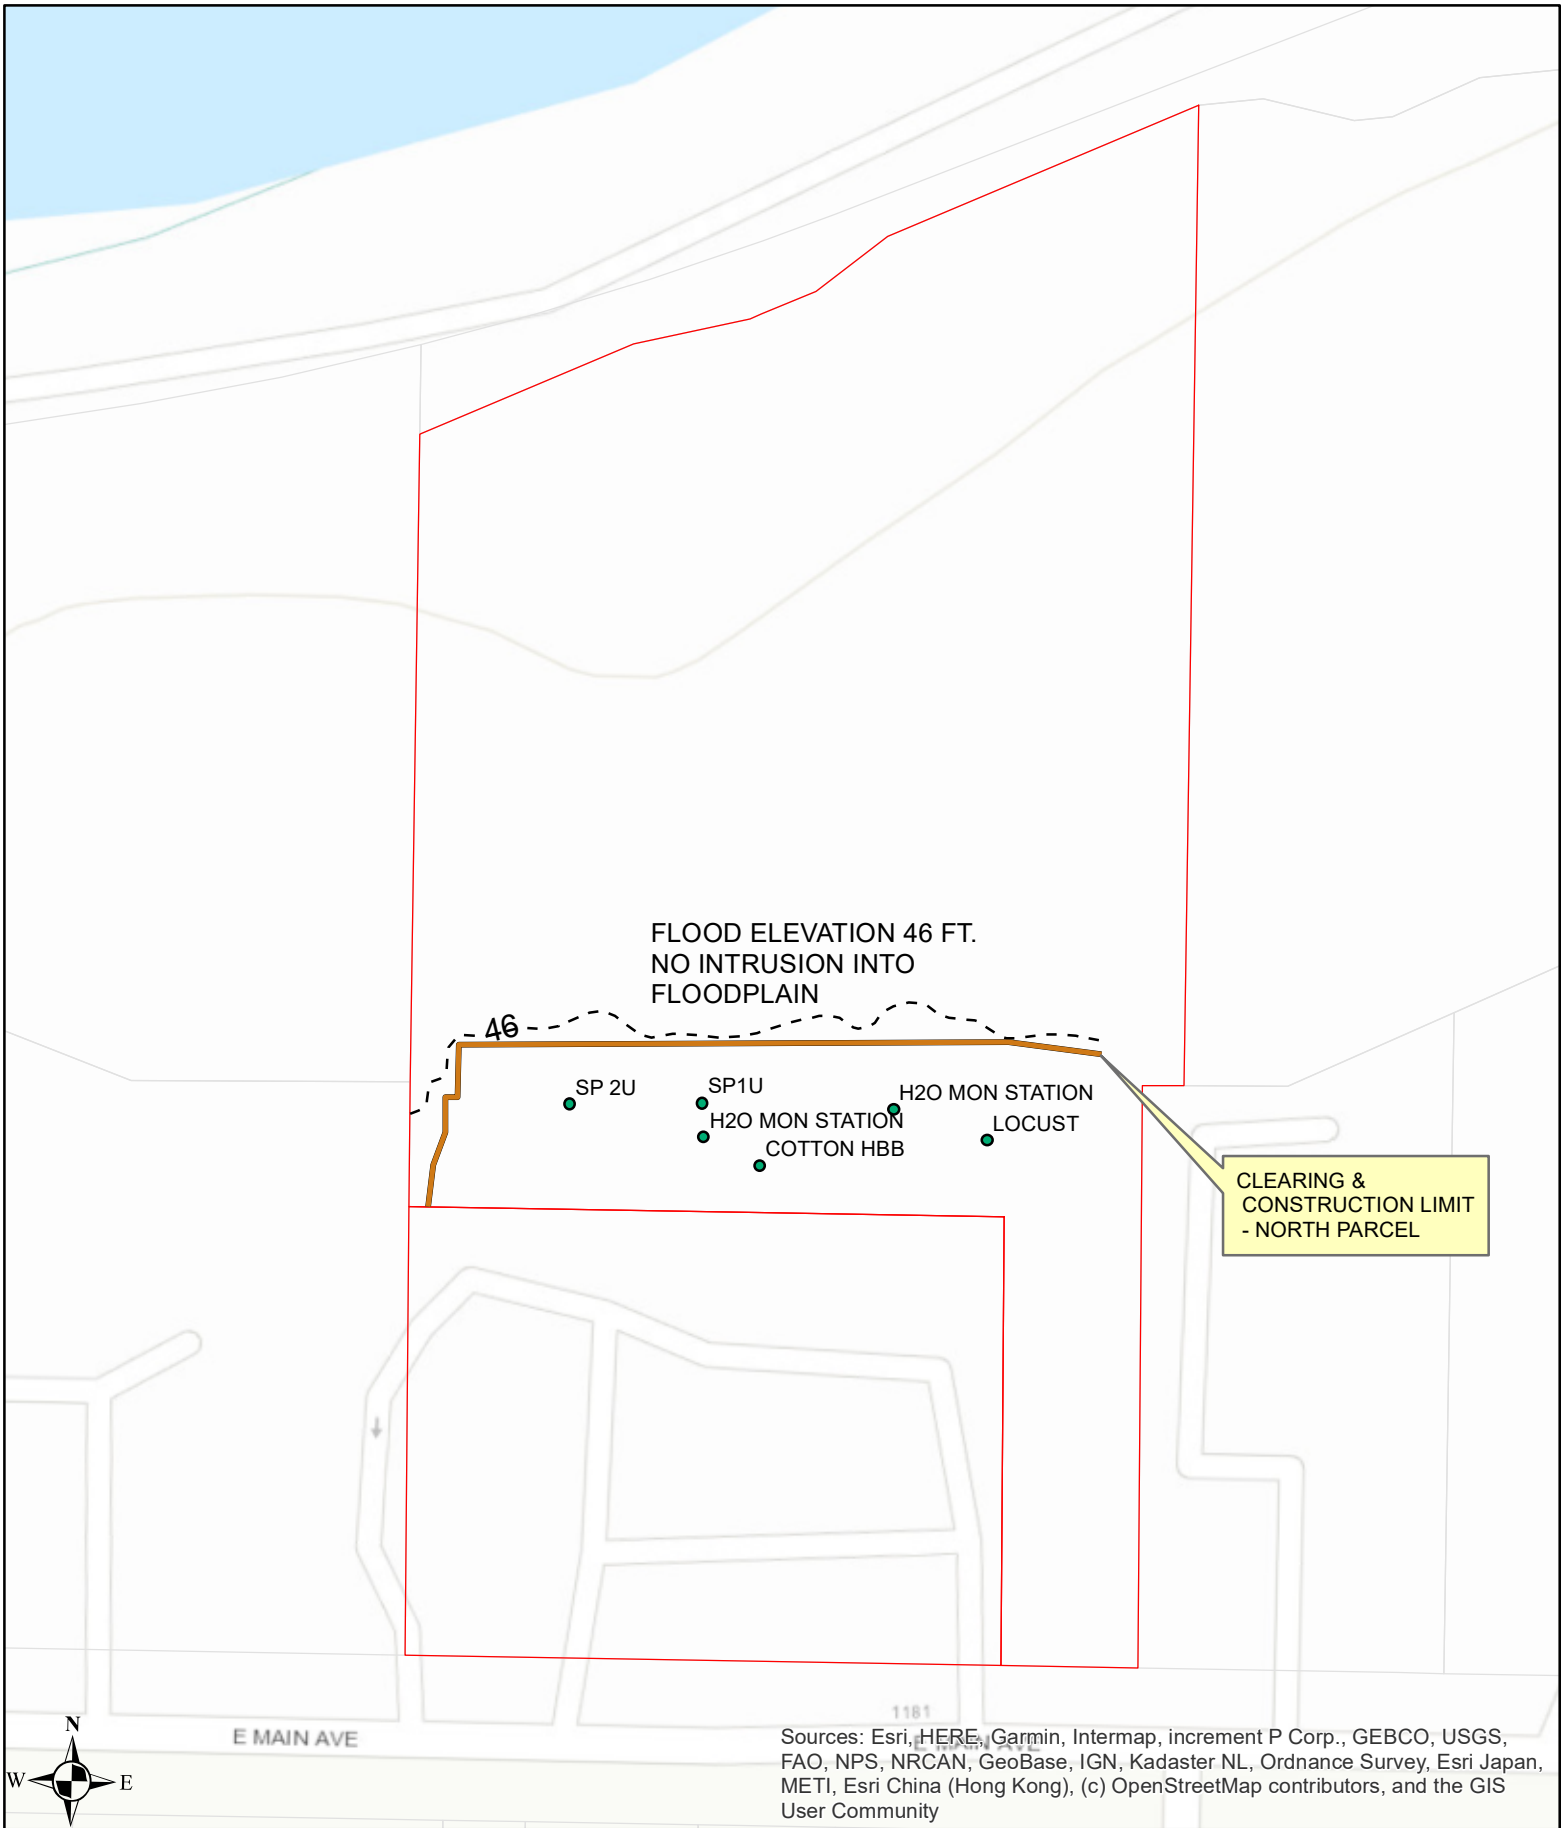 FLOOD ELEVATION 46 FT.
NO INTRUSION INTO
FLOODPLAIN
46
SP 2U
SP1U
H2O MON STATION
H2O MON STATION
LOCUST
COTTON HBB
CLEARING &
CONSTRUCTION LIMIT
- NORTH PARCEL
1181
E MAIN AVE
E MAIN AVE
N
W
E
S
Sources: Esri, HERE, Garmin, Intermap, increment P Corp., GEBCO, USGS,
FAO, NPS, NRCAN, GeoBase, IGN, Kadaster NL, Ordnance Survey, Esri Japan,
METI, Esri China (Hong Kong), (c) OpenStreetMap contributors, and the GIS
User Community